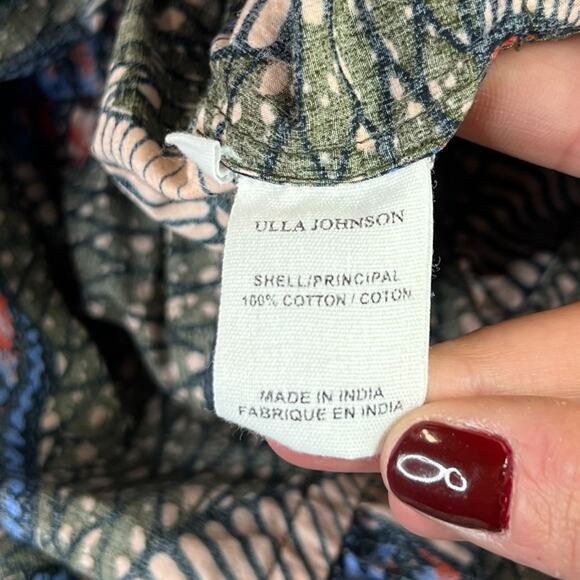 ULLA JOHNSON
SHELL/PRINCIPAL
100% COTTON / COTON
MADE IN INDIA
FABRIQUE EN INDIA